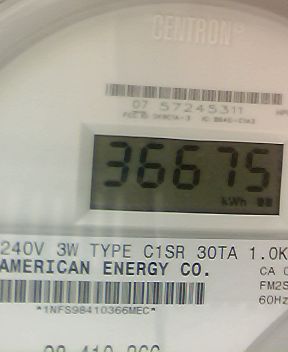 CENTRON®
07 57245311
36675
kWh
240V 3W TYPE C1SR 30TA 1.0K
AMERICAN ENERGY CO.
CA 0
FM2S
60Hz
*1NFS98410366MEC*